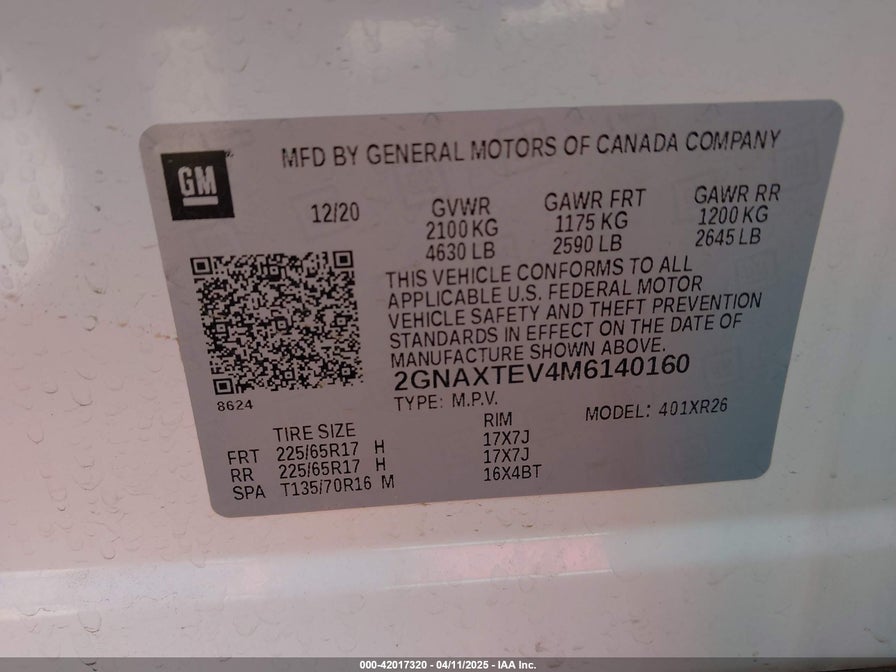 GM
MFD BY GENERAL MOTORS OF CANADA COMPANY
12/20
GVWR
2100 KG
4630 LB
GAWR FRT
1175 KG
2590 LB
GAWR RR
1200 KG
2645 LB
THIS VEHICLE CONFORMS TO ALL
APPLICABLE U.S. FEDERAL MOTOR
VEHICLE SAFETY AND THEFT PREVENTION
STANDARDS IN EFFECT ON THE DATE OF
MANUFACTURE SHOWN ABOVE.
2GNAXTEV4M6140160
8624
TYPE: M.P.V.
MODEL: 401XR26
TIRE SIZE RIM
FRT 225/65R17 H 17X7J
RR 225/65R17 H 17X7J
SPA T135/70R16 M 16X4BT
000-42017320 / 04/11/2025 - IAA Inc.